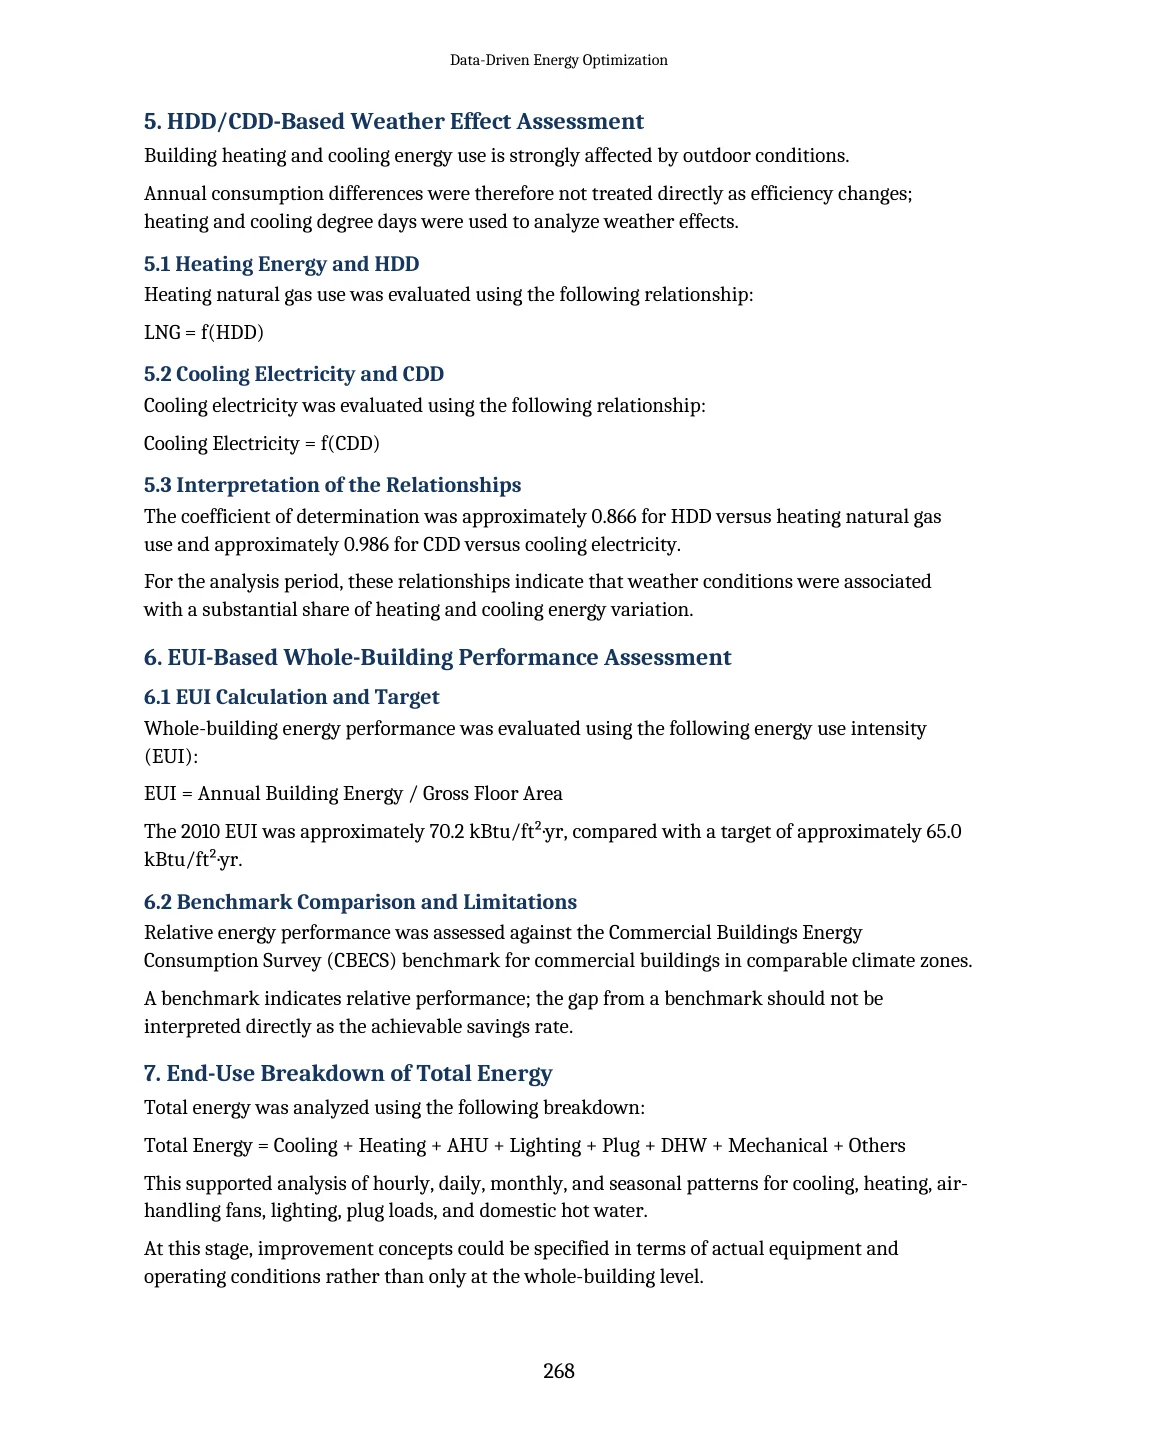 Data-Driven Energy Optimization
5. HDD/CDD-Based Weather Effect Assessment
Building heating and cooling energy use is strongly affected by outdoor conditions.
Annual consumption differences were therefore not treated directly as efficiency changes;
heating and cooling degree days were used to analyze weather effects.
5.1 Heating Energy and HDD
Heating natural gas use was evaluated using the following relationship:
LNG = f(HDD)
5.2 Cooling Electricity and CDD
Cooling electricity was evaluated using the following relationship:
Cooling Electricity = f(CDD)
5.3 Interpretation of the Relationships
The coefficient of determination was approximately 0.866 for HDD versus heating natural gas
use and approximately 0.986 for CDD versus cooling electricity.
For the analysis period, these relationships indicate that weather conditions were associated
with a substantial share of heating and cooling energy variation.
6. EUI-Based Whole-Building Performance Assessment
6.1 EUI Calculation and Target
Whole-building energy performance was evaluated using the following energy use intensity
(EUI):
EUI = Annual Building Energy / Gross Floor Area
The 2010 EUI was approximately 70.2 kBtu/ft²·yr, compared with a target of approximately 65.0
kBtu/ft²·yr.
6.2 Benchmark Comparison and Limitations
Relative energy performance was assessed against the Commercial Buildings Energy
Consumption Survey (CBECS) benchmark for commercial buildings in comparable climate zones.
A benchmark indicates relative performance; the gap from a benchmark should not be
interpreted directly as the achievable savings rate.
7. End-Use Breakdown of Total Energy
Total energy was analyzed using the following breakdown:
Total Energy = Cooling + Heating + AHU + Lighting + Plug + DHW + Mechanical + Others
This supported analysis of hourly, daily, monthly, and seasonal patterns for cooling, heating, air-
handling fans, lighting, plug loads, and domestic hot water.
At this stage, improvement concepts could be specified in terms of actual equipment and
operating conditions rather than only at the whole-building level.
268